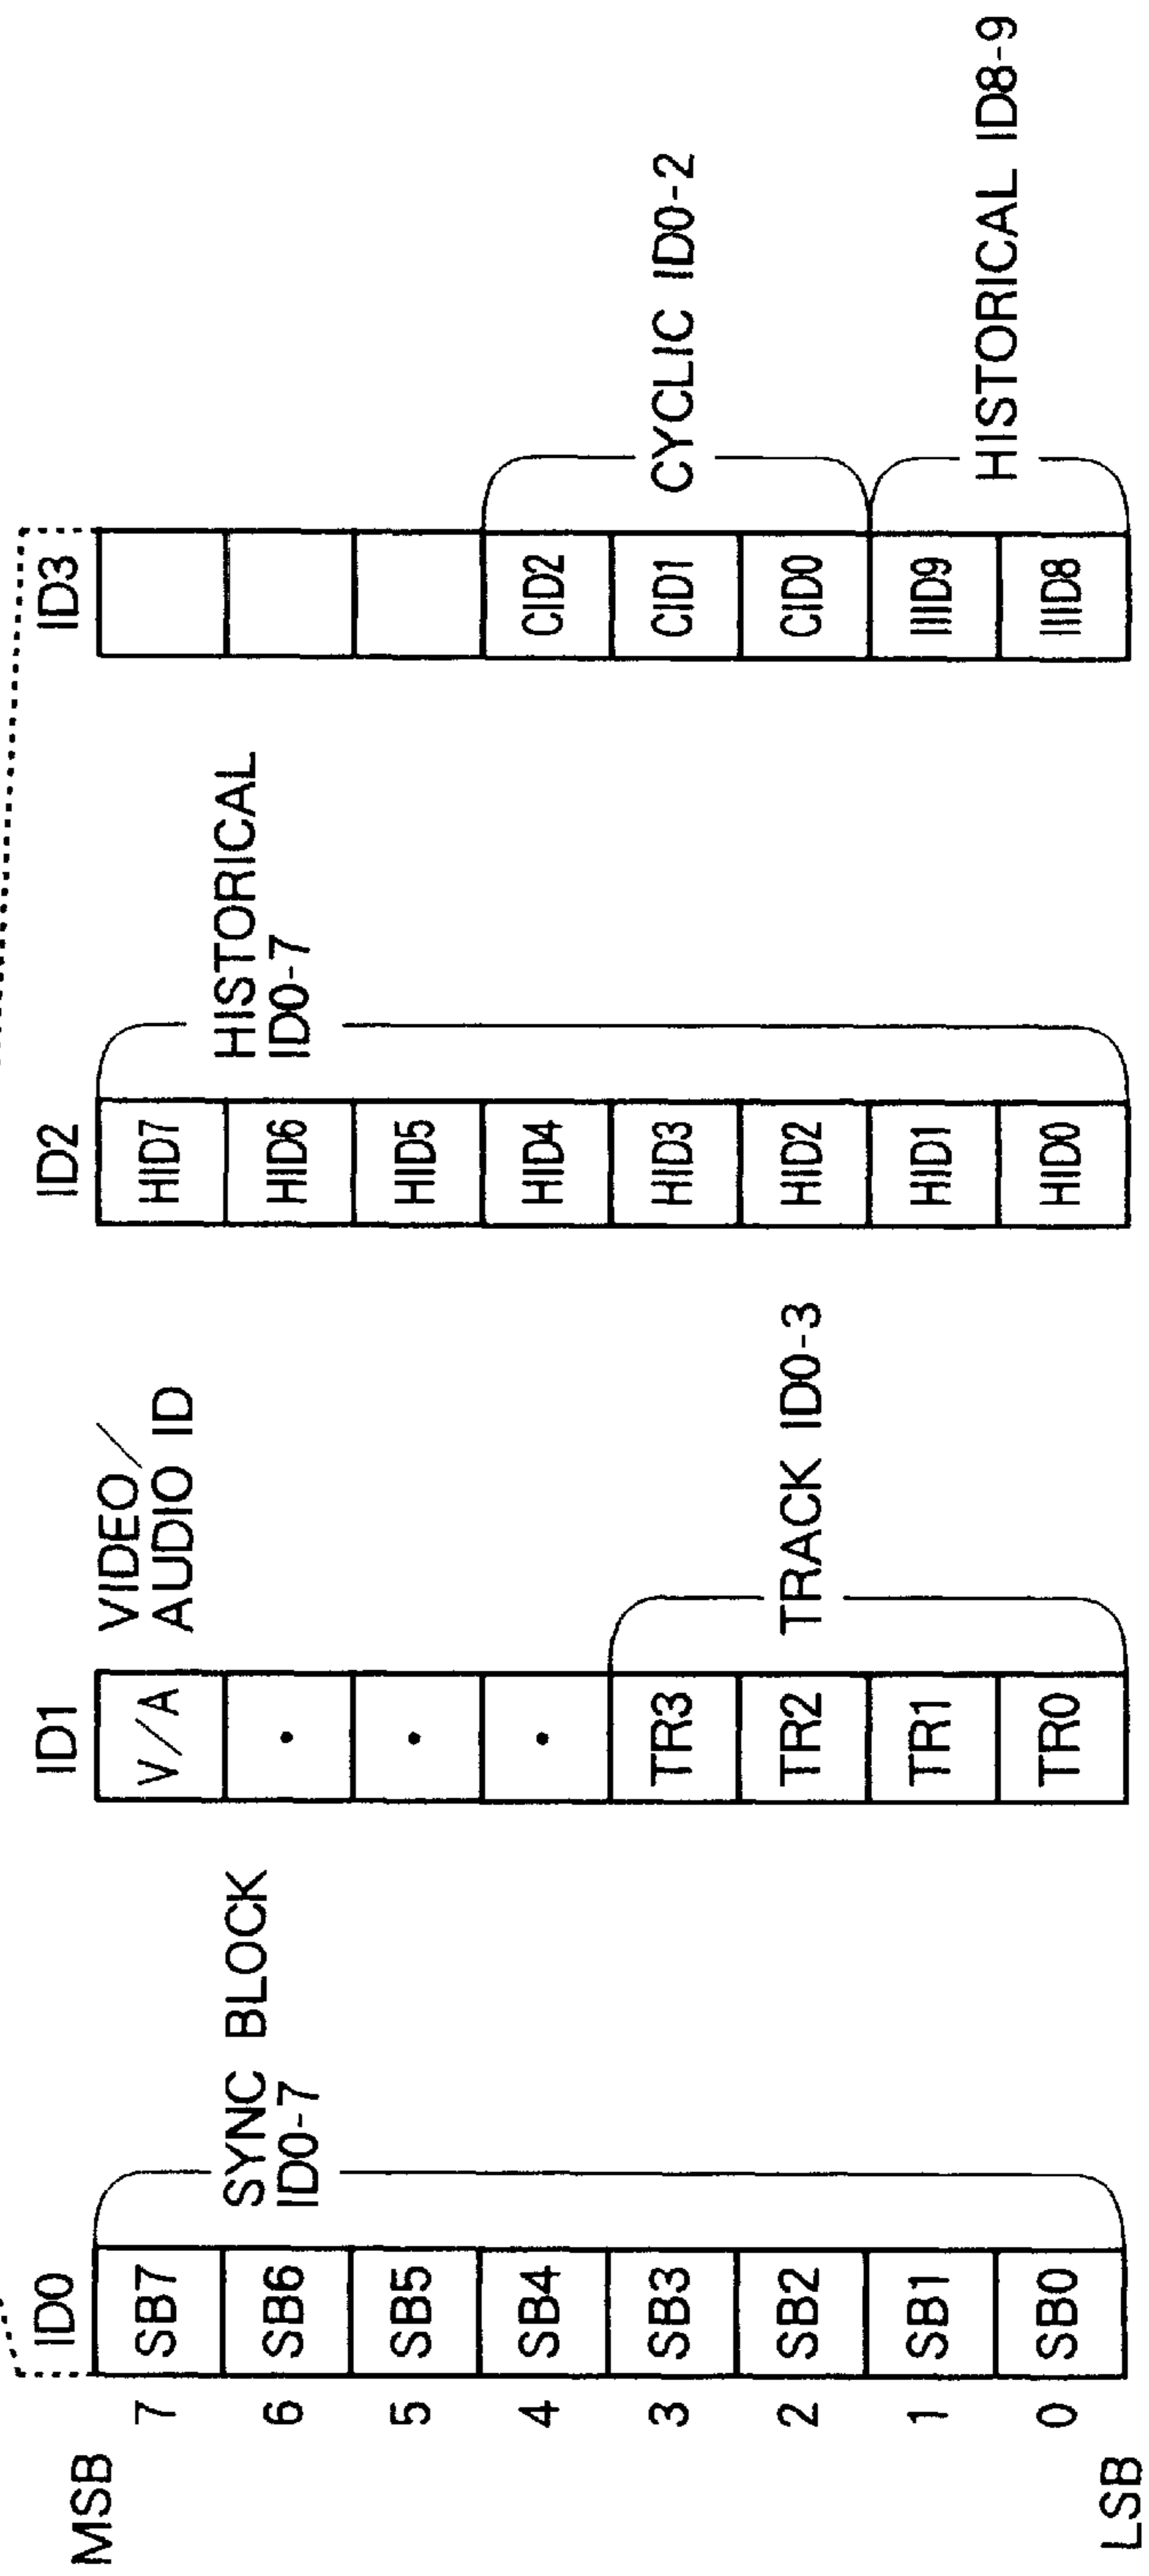 ID0
ID1
ID2
ID3
MSB
7
SB7
V/A
VIDEO/
AUDIO ID
HID7
6
SB6
SYNC BLOCK
ID0-7
•
HID6
HISTORICAL
ID0-7
5
SB5
•
HID5
4
SB4
•
HID4
CID2
3
SB3
TR3
HID3
CID1
CYCLIC ID0-2
2
SB2
TR2
TRACK ID0-3
HID2
CID0
1
SB1
TR1
HID1
IIID9
0
SB0
TR0
HID0
IIID8
HISTORICAL ID8-9
LSB